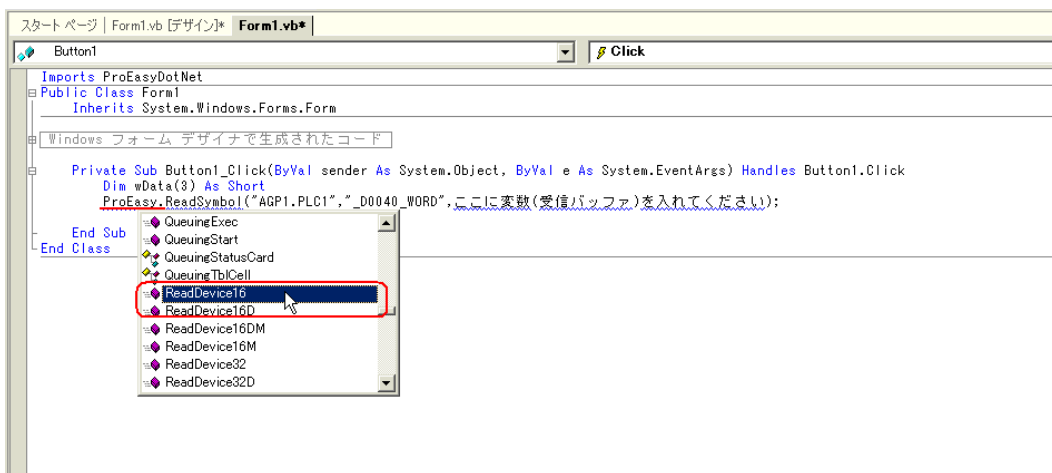 スタート ページ Form1.vb [デザイン]* Form1.vb*
Button1 Click
Imports ProEasyDotNet
Public Class Form1
Inherits System.Windows.Forms.Form
Windows フォーム デザイナで生成されたコード
Private Sub Button1_Click(ByVal sender As System.Object, ByVal e As System.EventArgs) Handles Button1.Click
Dim wData(3) As Short
ProEasy.ReadSymbol("AGP1.PLC1","_D0040_WORD",ここに変数(受信バッファ)を入れてください);
QueuingExec
End Sub
QueuingStart
End Class
QueuingStatusCard
QueuingTblCell
ReadDevice16
ReadDevice16D
ReadDevice16DM
ReadDevice16M
ReadDevice32
ReadDevice32D